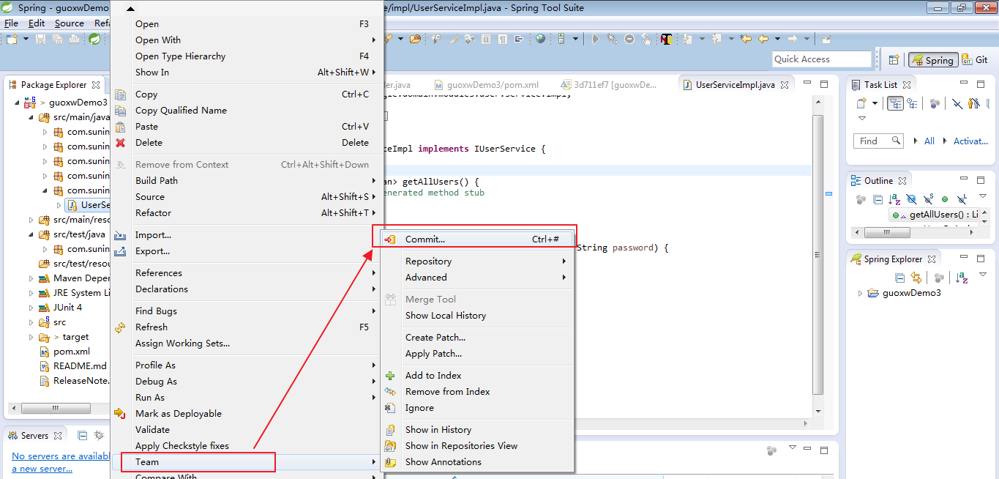 Spring - guoxwDemo
e/impl/UserServiceImpl.java - Spring Tool Suite
File Edit Source Refa
Quick Access
Spring
Git
Package Explorer
guoxwDemo3
src/main/java
com.sunin
com.sunin
com.sunin
com.sunin
com.sunin
UserSe
src/main/reso
src/test/java
com.sunin
src/test/resou
Maven Deper
JRE System Li
JUnit 4
src
> target
pom.xml
README.md
ReleaseNote.
Servers
No servers are availabl
a new server...
Open F3
Open With
Open Type Hierarchy F4
Show In Alt+Shift+W
Copy Ctrl+C
Copy Qualified Name
Paste Ctrl+V
Delete Delete
Remove from Context Ctrl+Alt+Shift+Down
Build Path
Source Alt+Shift+S
Refactor Alt+Shift+T
Import...
Export...
References
Declarations
Find Bugs
Refresh F5
Assign Working Sets...
Profile As
Debug As
Run As
Mark as Deployable
Validate
Apply Checkstyle fixes
Team
Compare With
Commit... Ctrl+#
Repository
Advanced
Merge Tool
Show Local History
Create Patch...
Apply Patch...
Add to Index
Remove from Index
Ignore
Show in History
Show in Repositories View
Show Annotations
ler.java
guoxwDemo3/pom.xml
3d711ef7 [guoxwDe...
UserServiceImpl.java
gle.domain.modules.user.service.impl;
ceImpl implements IUserService {
an> getAllUsers() {
enerated method stub
String password) {
Task List
Find
All
Activat...
Outline
getAllUsers() : Li
Spring Explorer
guoxwDemo3